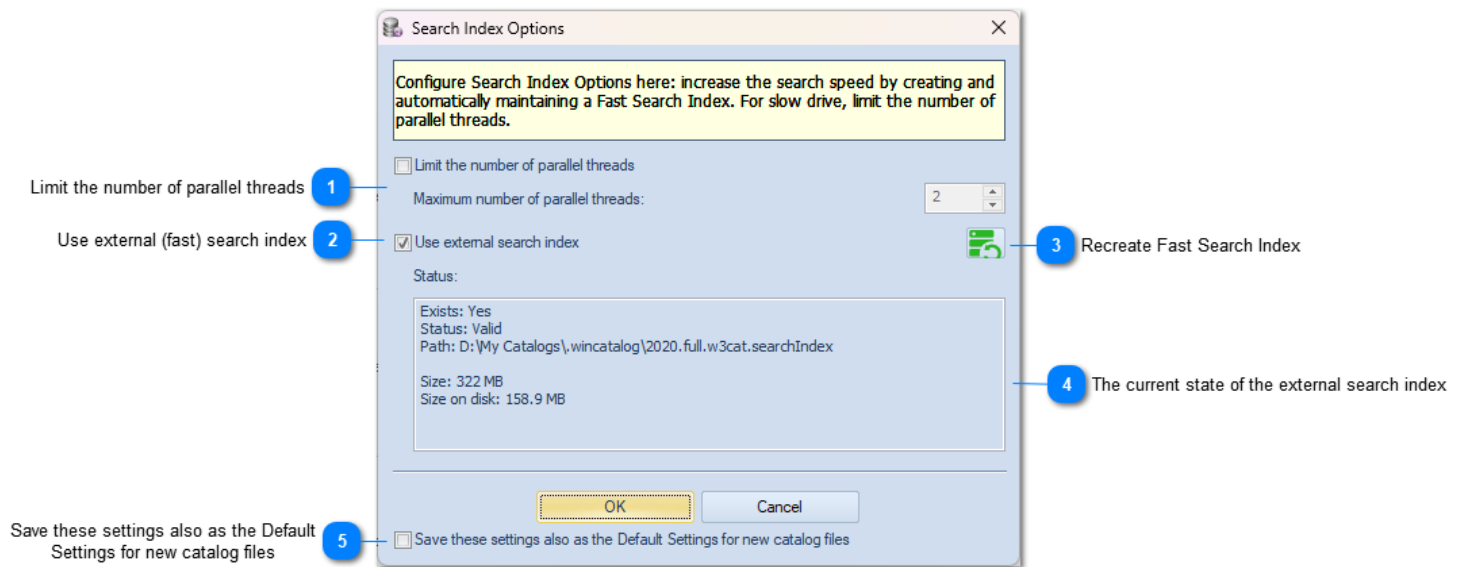 Search Index Options
Configure Search Index Options here: increase the search speed by creating and
automatically maintaining a Fast Search Index. For slow drive, limit the number of
parallel threads.
Limit the number of parallel threads
Limit the number of parallel threads 1
Maximum number of parallel threads: 2
Use external (fast) search index 2
Use external search index
3 Recreate Fast Search Index
Status:
Exists: Yes
Status: Valid
Path: D:\My Catalogs\.wincatalog\2020.full.w3cat.searchIndex
Size: 322 MB
Size on disk: 158.9 MB
4 The current state of the external search index
OK Cancel
Save these settings also as the Default
Settings for new catalog files
5
Save these settings also as the Default Settings for new catalog files